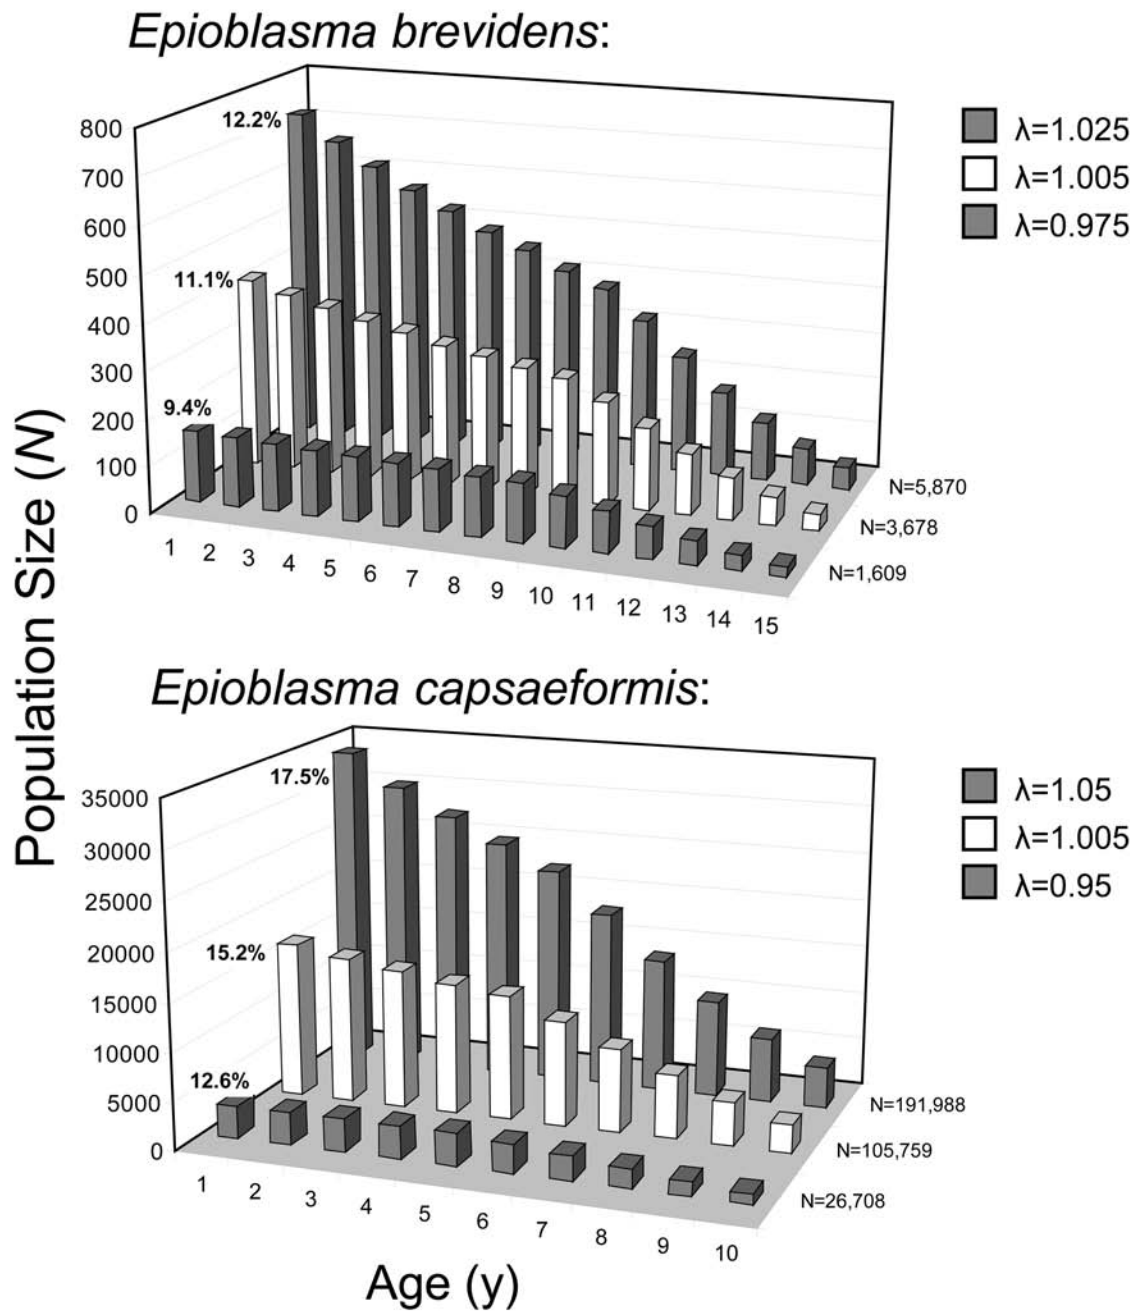 Epioblasma brevidens:
800
700
600
500
400
300
200
100
0
12.2%
11.1%
9.4%
1 2 3 4 5 6 7 8 9 10 11 12 13 14 15
N=5,870
N=3,678
N=1,609
λ=1.025
λ=1.005
λ=0.975
Population Size (N)
Epioblasma capsaeformis:
35000
30000
25000
20000
15000
10000
5000
0
17.5%
15.2%
12.6%
1 2 3 4 5 6 7 8 9 10
N=191,988
N=105,759
N=26,708
λ=1.05
λ=1.005
λ=0.95
Age (y)